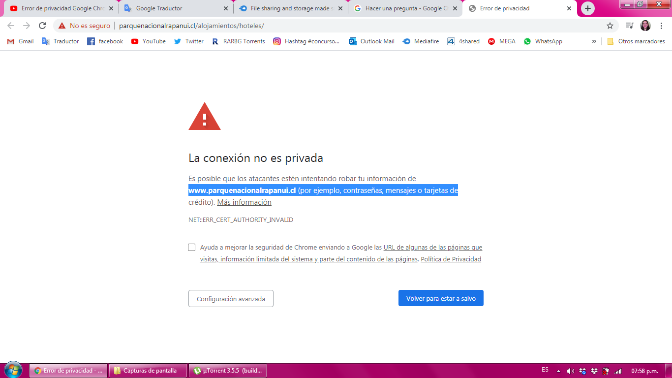 Error de privacidad Google Chro
Google Traductor
File sharing and storage made s
Hacer una pregunta - Google C
Error de privacidad
No es seguro | parquenacionalrapanui.cl/alojamientos/hoteles/
Gmail
Traductor
facebook
YouTube
Twitter
RARBG Torrents
Hashtag #concurso...
Outlook Mail
Mediafire
4shared
MEGA
WhatsApp
»
Otros marcadores
La conexión no es privada
Es posible que los atacantes estén intentando robar tu información de
www.parquenacionalrapanui.cl (por ejemplo, contraseñas, mensajes o tarjetas de
crédito). Más información
NET::ERR_CERT_AUTHORITY_INVALID
Ayuda a mejorar la seguridad de Chrome enviando a Google las URL de algunas de las páginas que
visitas, información limitada del sistema y parte del contenido de las páginas. Política de Privacidad
Configuración avanzada
Volver para estar a salvo
Error de privacidad - ...
Capturas de pantalla
µTorrent 3.5.5 (build...
ES
07:58 p.m.